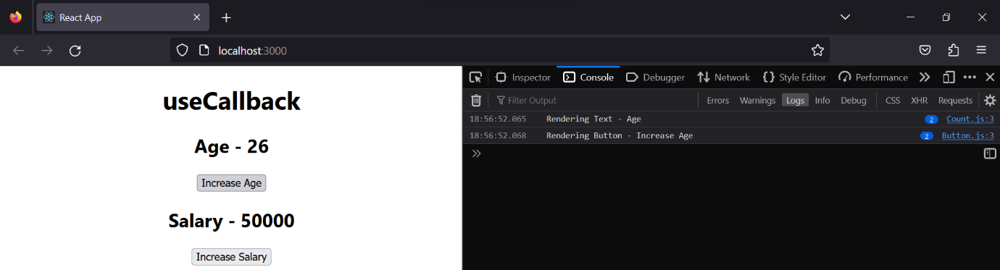 React App
localhost:3000
useCallback
Age - 26
Increase Age
Salary - 50000
Increase Salary
Inspector Console Debugger Network Style Editor Performance
Filter Output Errors Warnings Logs Info Debug CSS XHR Requests
18:56:52.065 Rendering Text - Age 2 Count.js:3
18:56:52.068 Rendering Button - Increase Age 2 Button.js:3